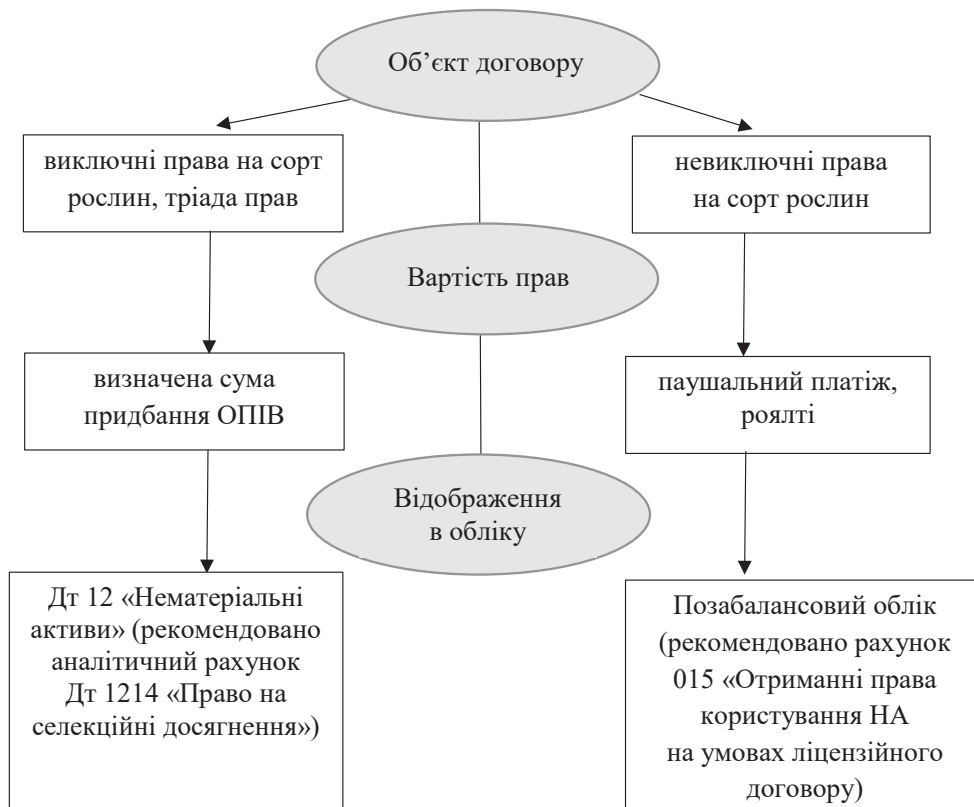 Об’єкт договору
виключні права на сорт
рослин, тріада прав
невиключні права
на сорт рослин
Вартість прав
визначена сума
придбання ОПІВ
паушальний платіж,
роялті
Відображення
в обліку
Дт 12 «Нематеріальні
активи» (рекомендовано
аналітичний рахунок
Дт 1214 «Право на
селекційні досягнення»)
Позабалансовий облік
(рекомендовано рахунок
015 «Отриманні права
користування НА
на умовах ліцензійного
договору)